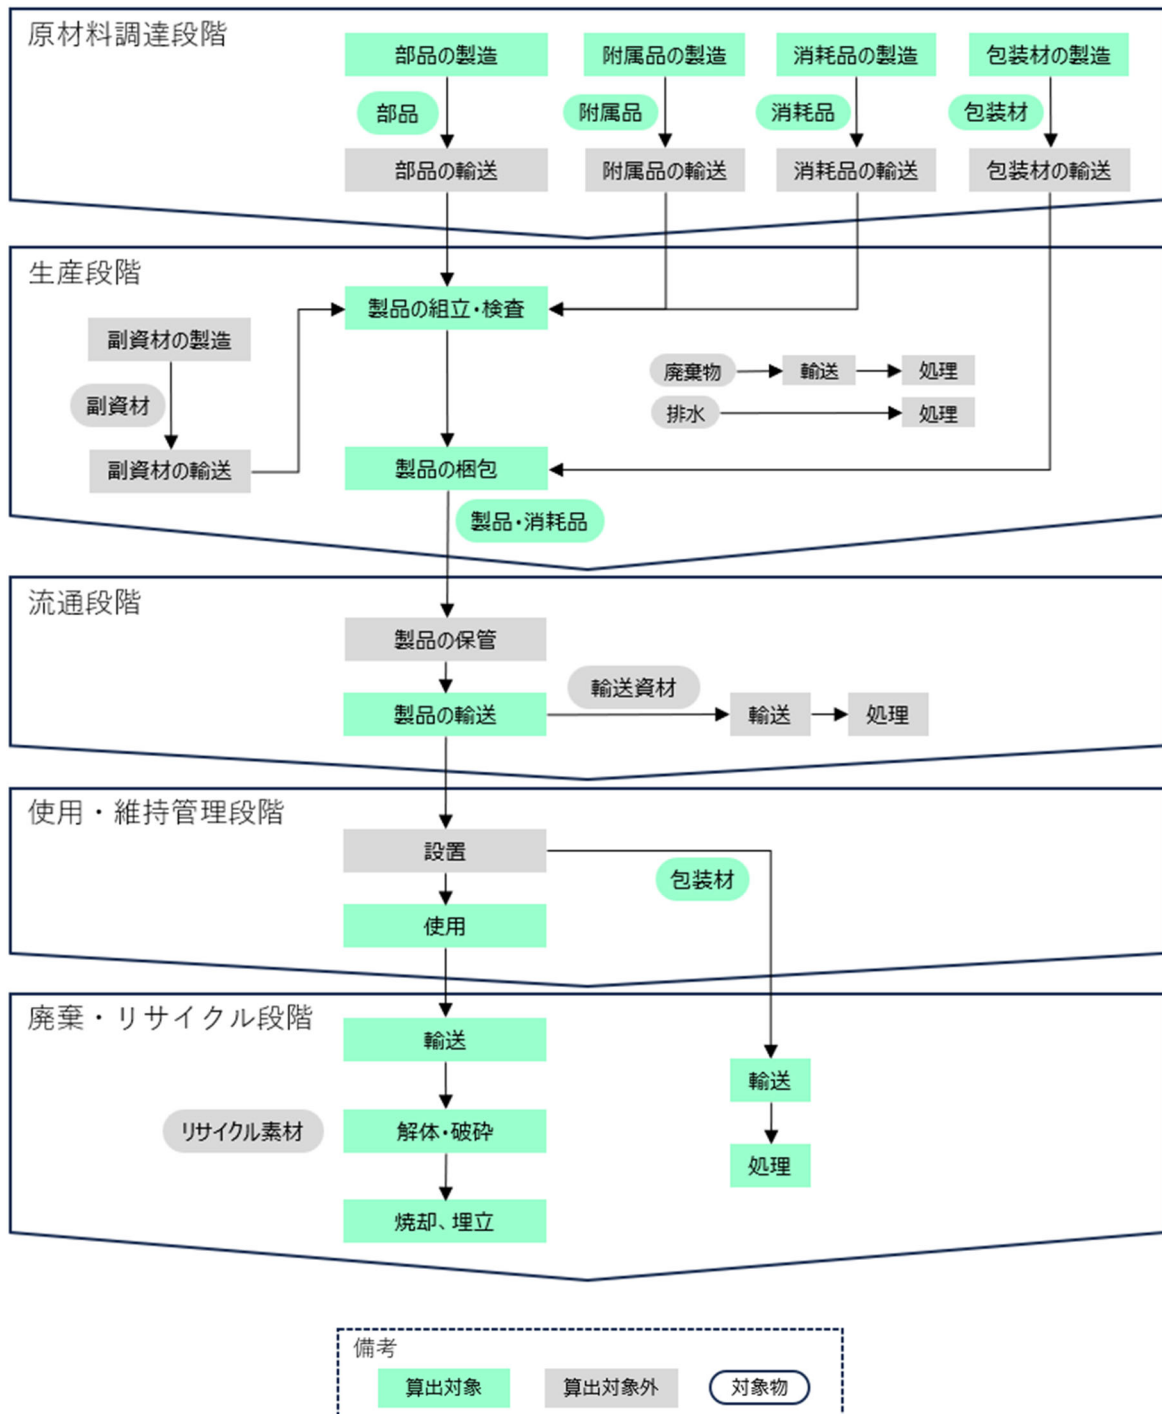 原材料調達段階
部品の製造
附属品の製造
消耗品の製造
包装材の製造
部品
附属品
消耗品
包装材
部品の輸送
附属品の輸送
消耗品の輸送
包装材の輸送
生産段階
製品の組立・検査
副資材の製造
廃棄物
輸送
処理
副資材
排水
処理
副資材の輸送
製品の梱包
製品・消耗品
流通段階
製品の保管
輸送資材
製品の輸送
輸送
処理
使用・維持管理段階
設置
包装材
使用
廃棄・リサイクル段階
輸送
輸送
リサイクル素材
解体・破砕
処理
焼却、埋立
備考
算出対象
算出対象外
対象物